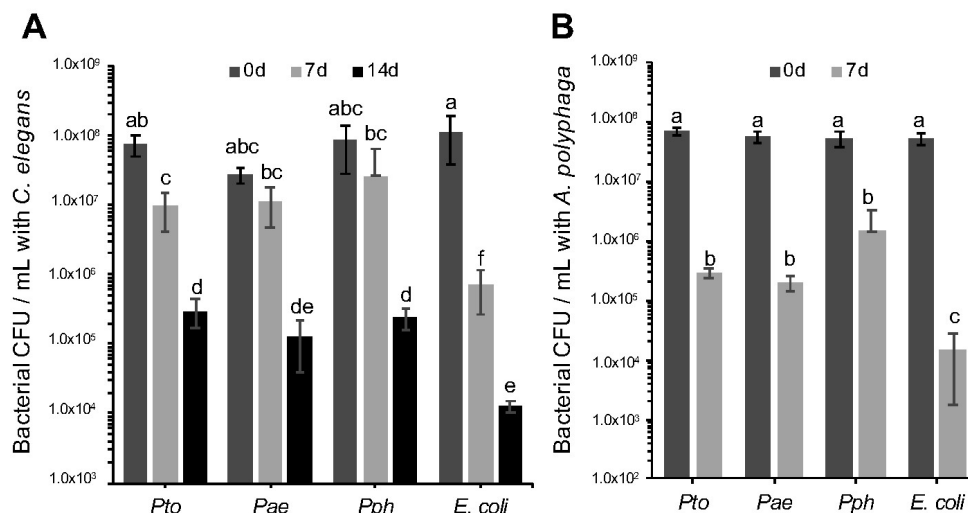 A
Bacterial CFU / mL with C. elegans
1.0x10⁹
1.0x10⁸
1.0x10⁷
1.0x10⁶
1.0x10⁵
1.0x10⁴
1.0x10³
0d 7d 14d
ab c d
abc bc de
abc bc d
a f e
Pto Pae Pph E. coli
B
Bacterial CFU / mL with A. polyphaga
1.0x10⁹
1.0x10⁸
1.0x10⁷
1.0x10⁶
1.0x10⁵
1.0x10⁴
1.0x10³
1.0x10²
0d 7d
a b
a b
a b
a c
Pto Pae Pph E. coli